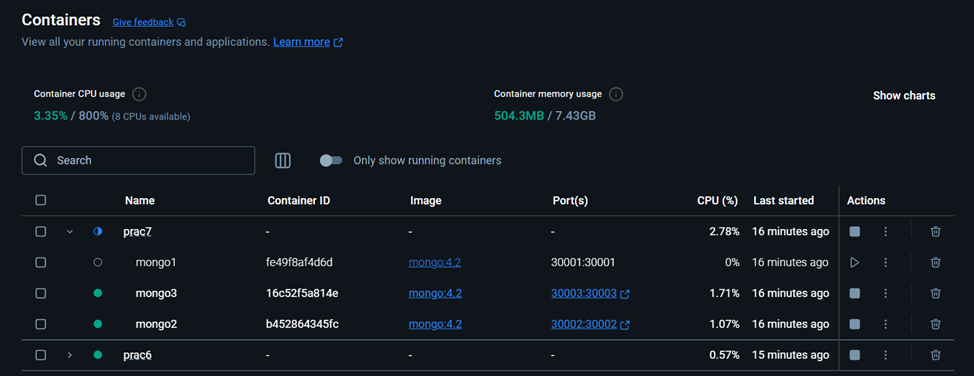 Containers Give feedback
View all your running containers and applications. Learn more
Container CPU usage
3.35% / 800% (8 CPUs available)
Container memory usage
504.3MB / 7.43GB
Show charts
Search
Only show running containers
Name Container ID Image Port(s) CPU (%) Last started Actions
prac7 - - - 2.78% 16 minutes ago
mongo1 fe49f8af4d6d mongo:4.2 30001:30001 0% 16 minutes ago
mongo3 16c52f5a814e mongo:4.2 30003:30003 1.71% 16 minutes ago
mongo2 b452864345fc mongo:4.2 30002:30002 1.07% 16 minutes ago
prac6 - - - 0.57% 15 minutes ago